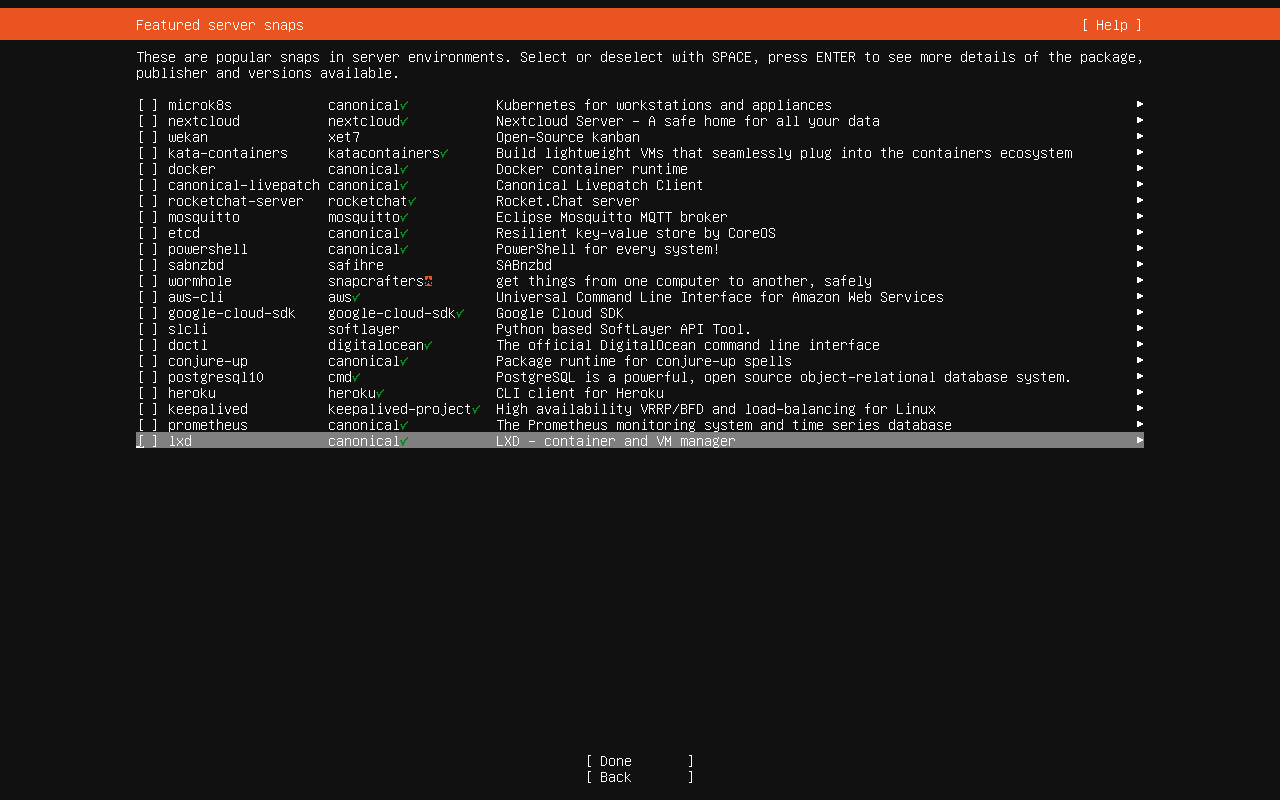 Featured server snaps [ Help ]
These are popular snaps in server environments. Select or deselect with SPACE, press ENTER to see more details of the package,
publisher and versions available.
[ ] microk8s canonical✓ Kubernetes for workstations and appliances ▸
[ ] nextcloud nextcloud✓ Nextcloud Server - A safe home for all your data ▸
[ ] wekan xet7 Open-Source kanban ▸
[ ] kata-containers katacontainers✓ Build lightweight VMs that seamlessly plug into the containers ecosystem ▸
[ ] docker canonical✓ Docker container runtime ▸
[ ] canonical-livepatch canonical✓ Canonical Livepatch Client ▸
[ ] rocketchat-server rocketchat✓ Rocket.Chat server ▸
[ ] mosquitto mosquitto✓ Eclipse Mosquitto MQTT broker ▸
[ ] etcd canonical✓ Resilient key-value store by CoreOS ▸
[ ] powershell canonical✓ PowerShell for every system! ▸
[ ] sabnzbd safihre SABnzbd ▸
[ ] wormhole snapcrafters get things from one computer to another, safely ▸
[ ] aws-cli aws✓ Universal Command Line Interface for Amazon Web Services ▸
[ ] google-cloud-sdk google-cloud-sdk✓ Google Cloud SDK ▸
[ ] slcli softlayer Python based SoftLayer API Tool. ▸
[ ] doctl digitalocean✓ The official DigitalOcean command line interface ▸
[ ] conjure-up canonical✓ Package runtime for conjure-up spells ▸
[ ] postgresql10 cmd✓ PostgreSQL is a powerful, open source object-relational database system. ▸
[ ] heroku heroku✓ CLI client for Heroku ▸
[ ] keepalived keepalived-project✓ High availability VRRP/BFD and load-balancing for Linux ▸
[ ] prometheus canonical✓ The Prometheus monitoring system and time series database ▸
[ ] lxd canonical✓ LXD - container and VM manager ▸
[ Done ]
[ Back ]